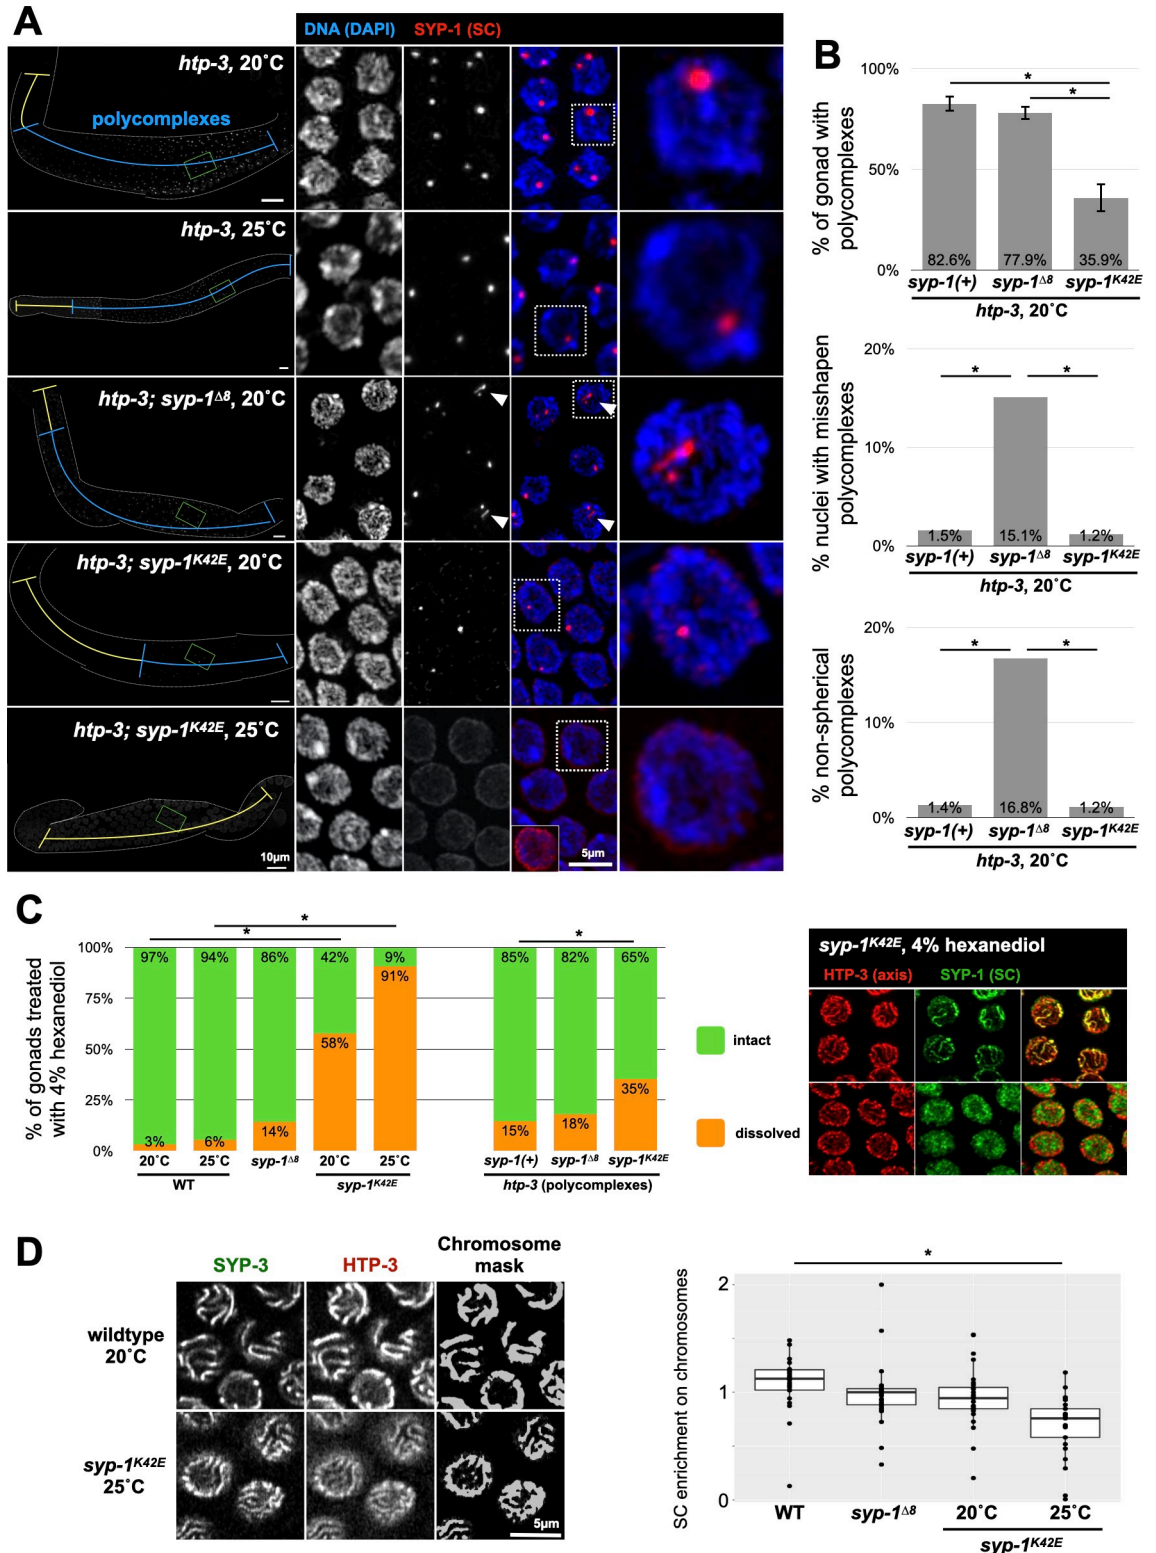 A
DNA (DAPI) SYP-1 (SC)
htp-3, 20˚C
polycomplexes
htp-3, 25˚C
htp-3; syp-1Δ8, 20˚C
htp-3; syp-1K42E, 20˚C
htp-3; syp-1K42E, 25˚C
10µm
5µm
B
% of gonad with
polycomplexes
100%
50%
0%
*
*
82.6% 77.9% 35.9%
syp-1(+) syp-1Δ8 syp-1K42E
htp-3, 20˚C
% nuclei with misshapen
polycomplexes
20%
10%
0%
* *
1.5% 15.1% 1.2%
syp-1(+) syp-1Δ8 syp-1K42E
htp-3, 20˚C
% non-spherical
polycomplexes
20%
10%
0%
* *
1.4% 16.8% 1.2%
syp-1(+) syp-1Δ8 syp-1K42E
htp-3, 20˚C
C
% of gonads treated
with 4% hexanediol
100%
75%
50%
25%
0%
*
*
*
97% 94% 86% 42% 9% 85% 82% 65%
3% 6% 14% 58% 91% 15% 18% 35%
20˚C 25˚C syp-1Δ8 20˚C 25˚C syp-1(+) syp-1Δ8 syp-1K42E
WT syp-1K42E htp-3 (polycomplexes)
intact
dissolved
syp-1K42E, 4% hexanediol
HTP-3 (axis) SYP-1 (SC)
D
SYP-3 HTP-3 Chromosome
mask
wildtype
20˚C
syp-1K42E
25˚C
5µm
SC enrichment on chromosomes
2
1
0
*
WT syp-1Δ8 20˚C 25˚C
syp-1K42E